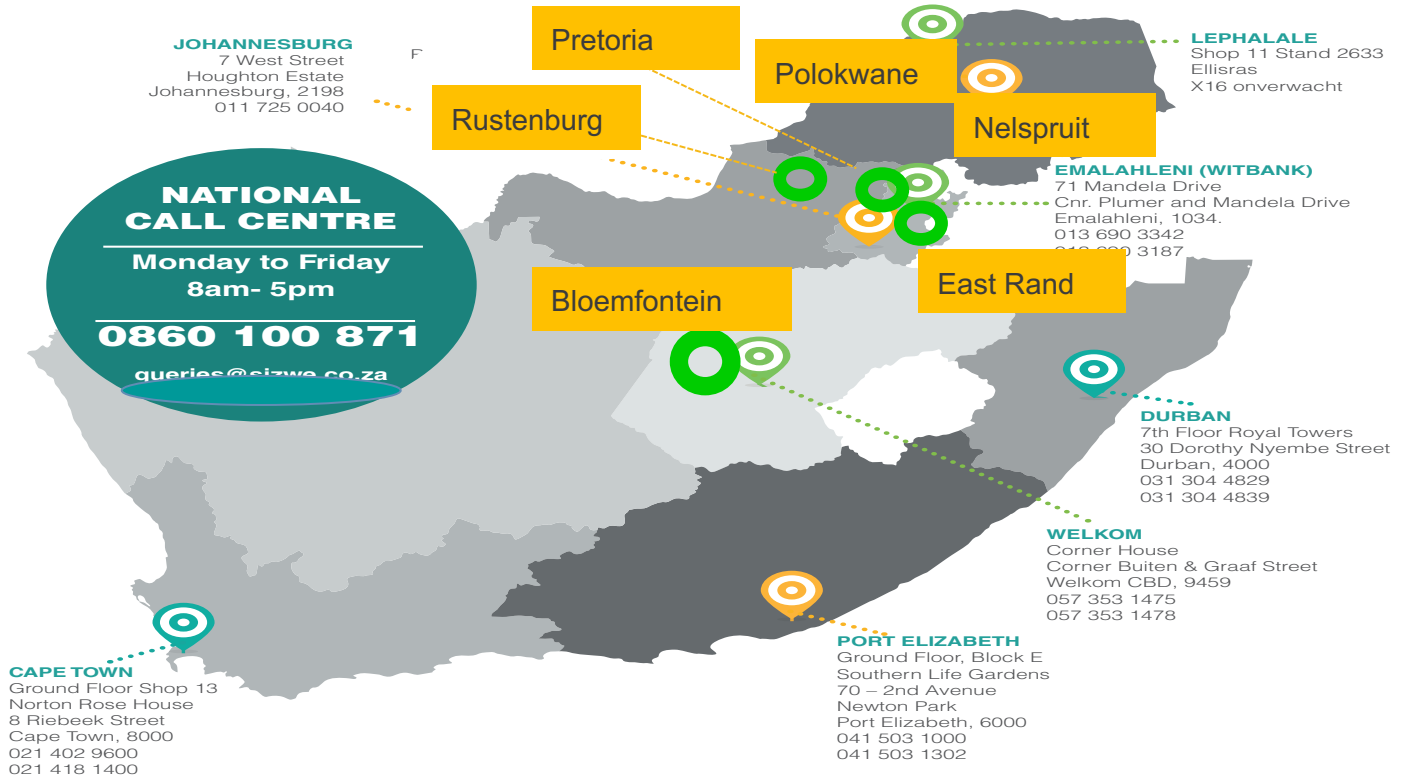 JOHANNESBURG
7 West Street
Houghton Estate
Johannesburg, 2198
011 725 0040
Pretoria
Polokwane
Rustenburg
Nelspruit
LEPHALALE
Shop 11 Stand 2633
Ellisras
X16 onverwacht
NATIONAL
CALL CENTRE
Monday to Friday
8am- 5pm
0860 100 871
queries@sizwe.co.za
EMALAHLENI (WITBANK)
71 Mandela Drive
Cnr. Plumer and Mandela Drive
Emalahleni, 1034.
013 690 3342
3187
East Rand
Bloemfontein
DURBAN
7th Floor Royal Towers
30 Dorothy Nyembe Street
Durban, 4000
031 304 4829
031 304 4839
WELKOM
Corner House
Corner Buiten & Graaf Street
Welkom CBD, 9459
057 353 1475
057 353 1478
PORT ELIZABETH
Ground Floor, Block E
Southern Life Gardens
70 – 2nd Avenue
Newton Park
Port Elizabeth, 6000
041 503 1000
041 503 1302
CAPE TOWN
Ground Floor Shop 13
Norton Rose House
8 Riebeek Street
Cape Town, 8000
021 402 9600
021 418 1400